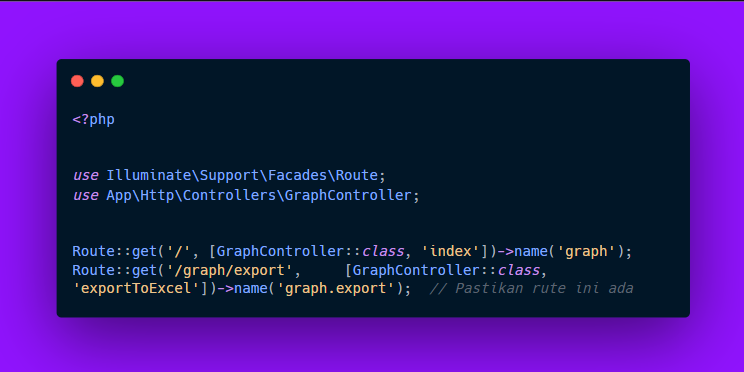 <?php
use Illuminate\Support\Facades\Route;
use App\Http\Controllers\GraphController;
Route::get('/', [GraphController::class, 'index'])->name('graph');
Route::get('/graph/export',    [GraphController::class,
'exportToExcel'])->name('graph.export');  // Pastikan rute ini ada